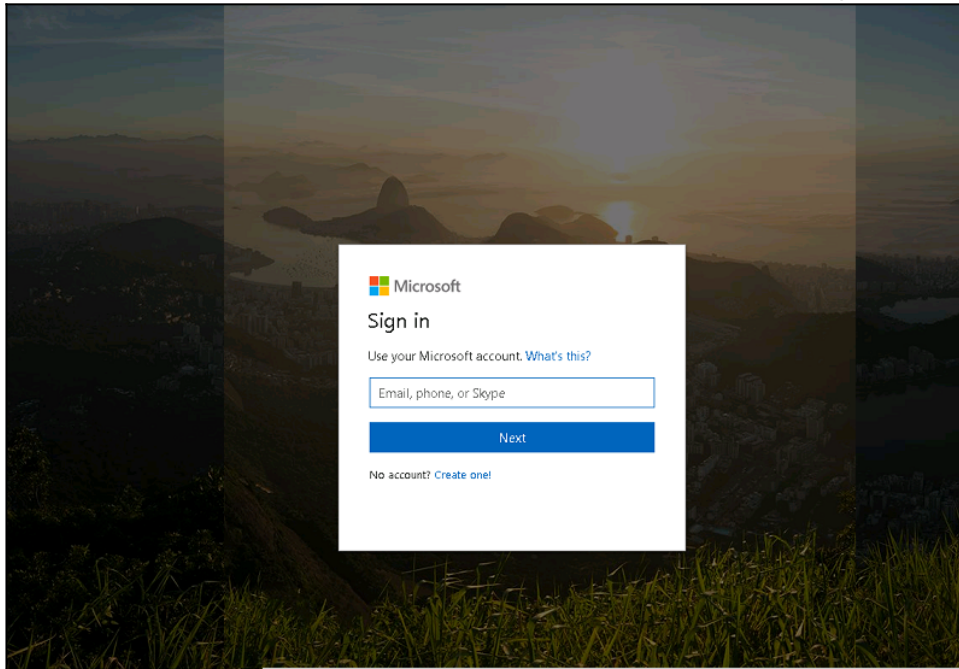 Microsoft
Sign in
Use your Microsoft account. What's this?
Email, phone, or Skype
Next
No account? Create one!